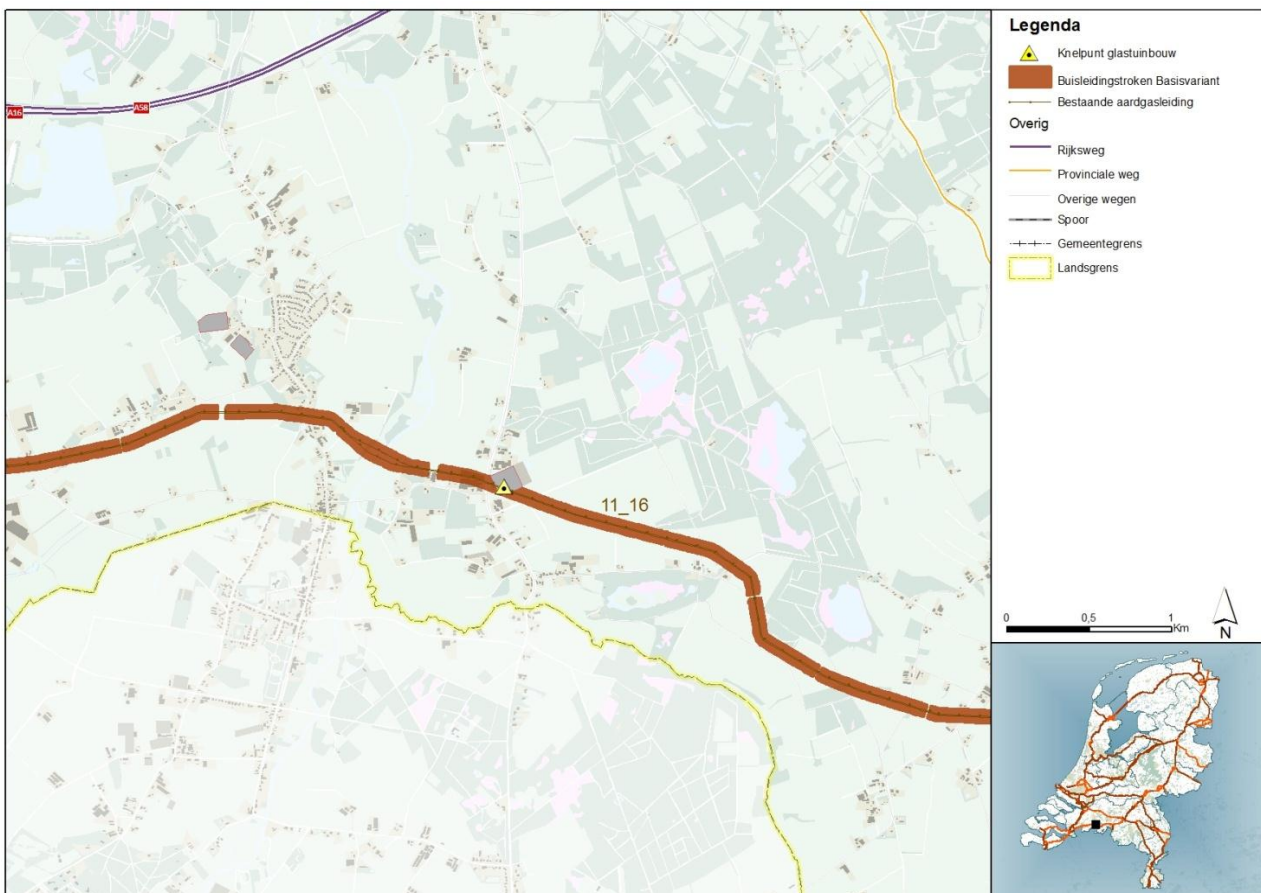 A16
A58
11_16
Legenda
Knelpunt glastuinbouw
Buisleidingstroken Basisvariant
Bestaande aardgasleiding
Overig
Rijksweg
Provinciale weg
Overige wegen
Spoor
Gemeentegrens
Landsgrens
0 0,5 1
Km
N